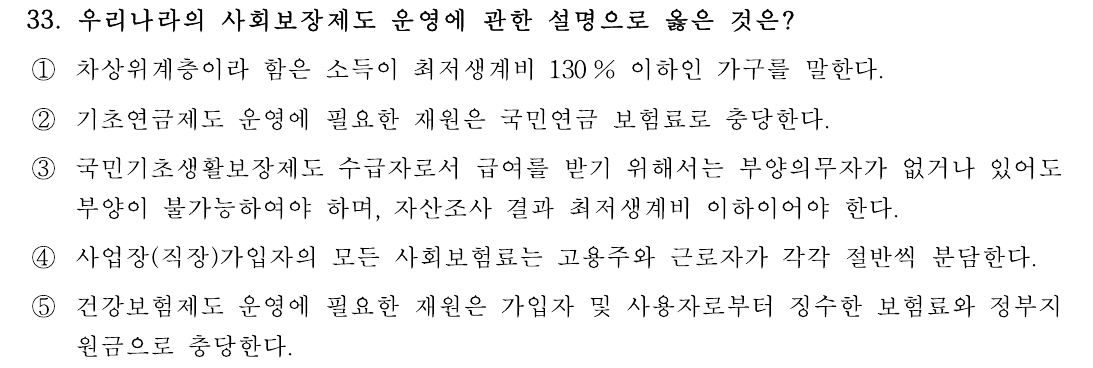 33. 우리나라의 사회보장제도 운영에 관한 설명으로 옳은 것은?
① 차상위계층이라 함은 소득이 최저생계비 130 % 이하인 가구를 말한다.
② 기초연금제도 운영에 필요한 재원은 국민연금 보험료로 충당한다.
③ 국민기초생활보장제도 수급자로서 급여를 받기 위해서는 부양의무자가 없거나 있어도
부양이 불가능하여야 하며, 자산조사 결과 최저생계비 이하이어야 한다.
④ 사업장(직장)가입자의 모든 사회보험료는 고용주와 근로자가 각각 절반씩 분담한다.
⑤ 건강보험제도 운영에 필요한 재원은 가입자 및 사용자로부터 징수한 보험료와 정부지
원금으로 충당한다.